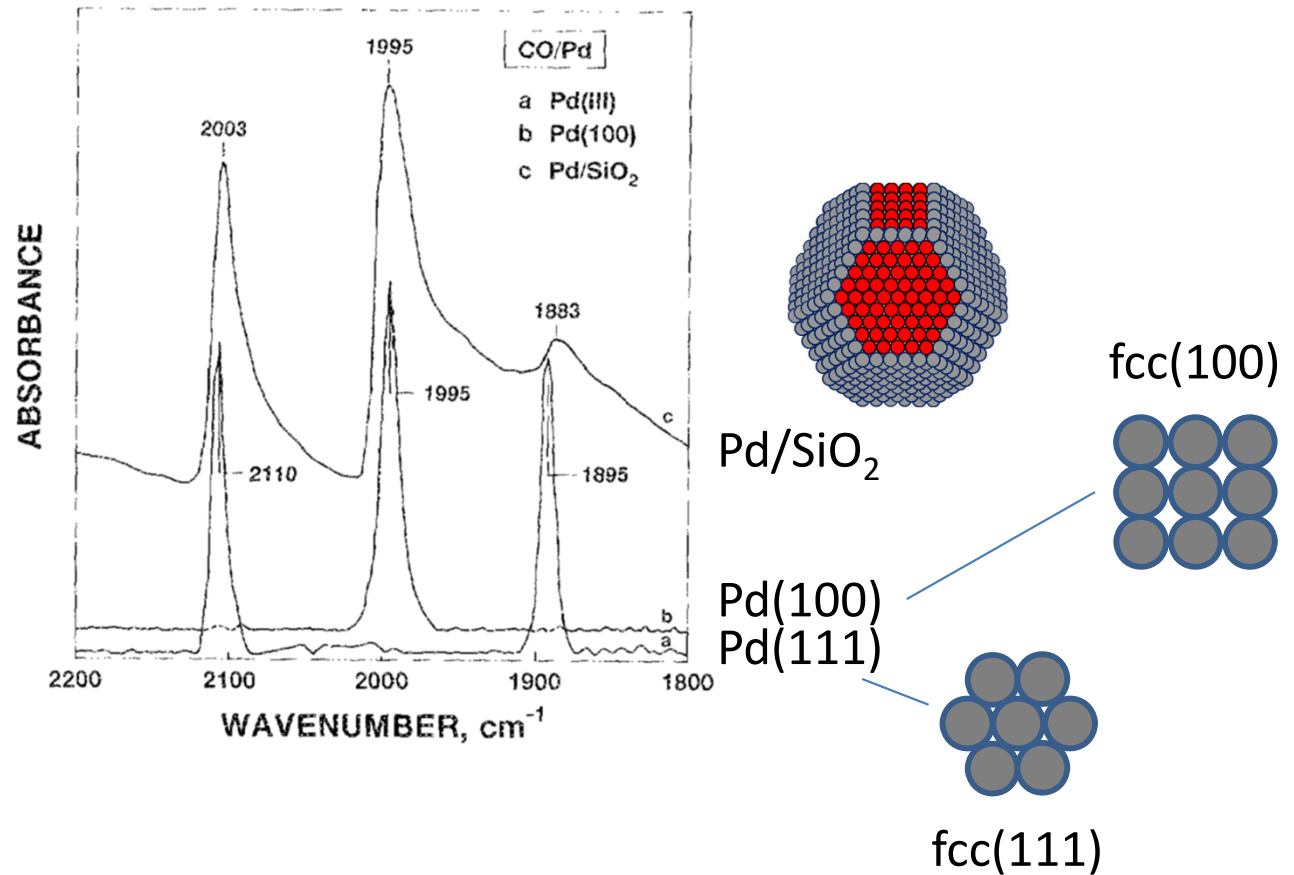 1995
CO/Pd
a Pd(III)
b Pd(100)
c Pd/SiO₂
2003
1883
1995
c
2110
1895
b
a
2200 2100 2000 1900 1800
WAVENUMBER, cm⁻¹
ABSORBANCE
Pd/SiO₂
fcc(100)
Pd(100)
Pd(111)
fcc(111)